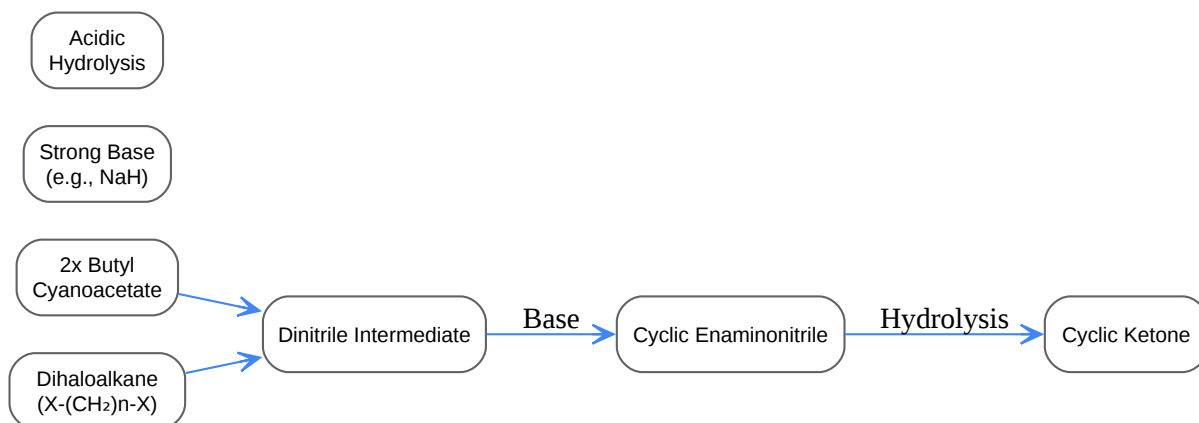 Acidic
Hydrolysis
Strong Base
(e.g., NaH)
2x Butyl
Cyanoacetate
Dihaloalkane
(X-(CH₂)n-X)
Dinitrile Intermediate
Base
Cyclic Enaminonitrile
Hydrolysis
Cyclic Ketone